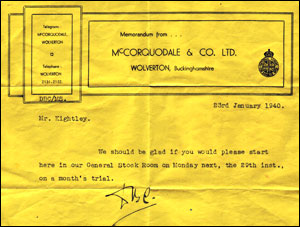 Telegrams:
McCORQUODALE,
WOLVERTON
Telephone:
WOLVERTON
2131-2133.
Memorandum from . . .
McCORQUODALE & CO. LTD.
WOLVERTON, Buckinghamshire
23rd January 1940.
Mr. Kightley.
We should be glad if you would please start
here in our General Stock Room on Monday next, the 29th inst.,
on a month's trial.